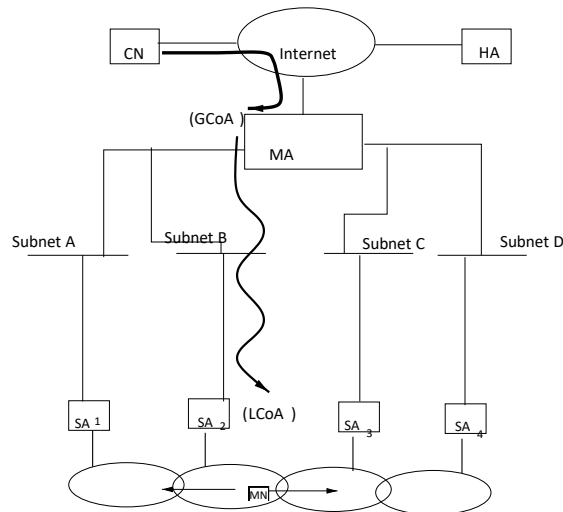 CN
Internet
HA
(GCoA )
MA
Subnet A
Subnet B
Subnet C
Subnet D
SA 1
SA 2
SA 3
SA 4
(LCoA )
MN